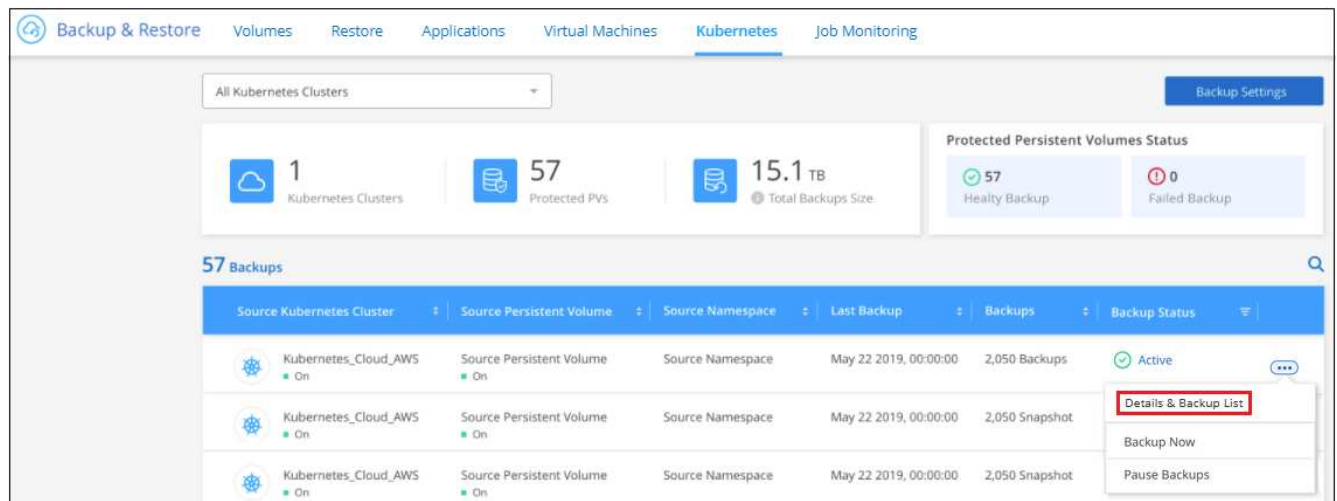 Backup & Restore Volumes Restore Applications Virtual Machines Kubernetes Job Monitoring
All Kubernetes Clusters
Backup Settings
1
Kubernetes Clusters
57
Protected PVs
15.1 TB
Total Backups Size
Protected Persistent Volumes Status
57
Healty Backup
0
Failed Backup
57 Backups
Source Kubernetes Cluster Source Persistent Volume Source Namespace Last Backup Backups Backup Status
Kubernetes_Cloud_AWS Source Persistent Volume Source Namespace May 22 2019, 00:00:00 2,050 Backups Active
On On
Details & Backup List
Kubernetes_Cloud_AWS Source Persistent Volume Source Namespace May 22 2019, 00:00:00 2,050 Snapshot
On On
Backup Now
Kubernetes_Cloud_AWS Source Persistent Volume Source Namespace May 22 2019, 00:00:00 2,050 Snapshot
On On
Pause Backups